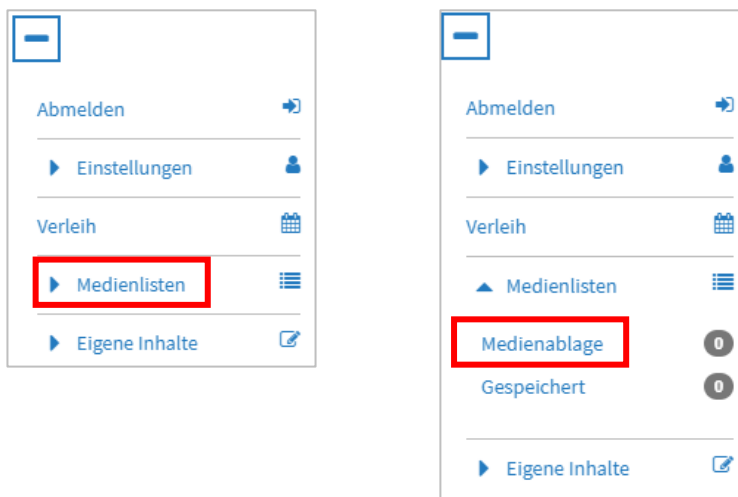 Abmelden
Einstellungen
Verleih
Medienlisten
Eigene Inhalte
Abmelden
Einstellungen
Verleih
Medienlisten
Medienablage 0
Gespeichert 0
Eigene Inhalte